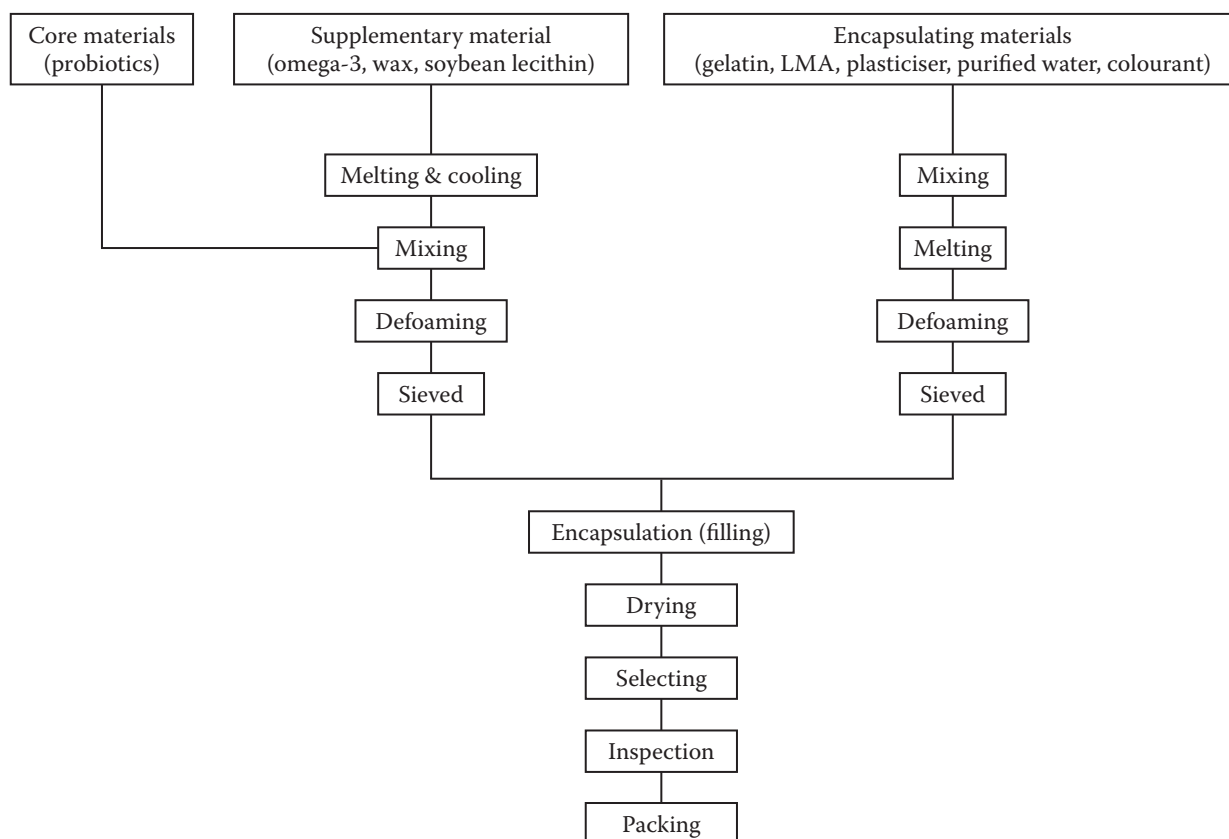 Core materials
(probiotics)
Supplementary material
(omega-3, wax, soybean lecithin)
Encapsulating materials
(gelatin, LMA, plasticiser, purified water, colourant)
Melting & cooling
Mixing
Mixing
Melting
Defoaming
Defoaming
Sieved
Sieved
Encapsulation (filling)
Drying
Selecting
Inspection
Packing